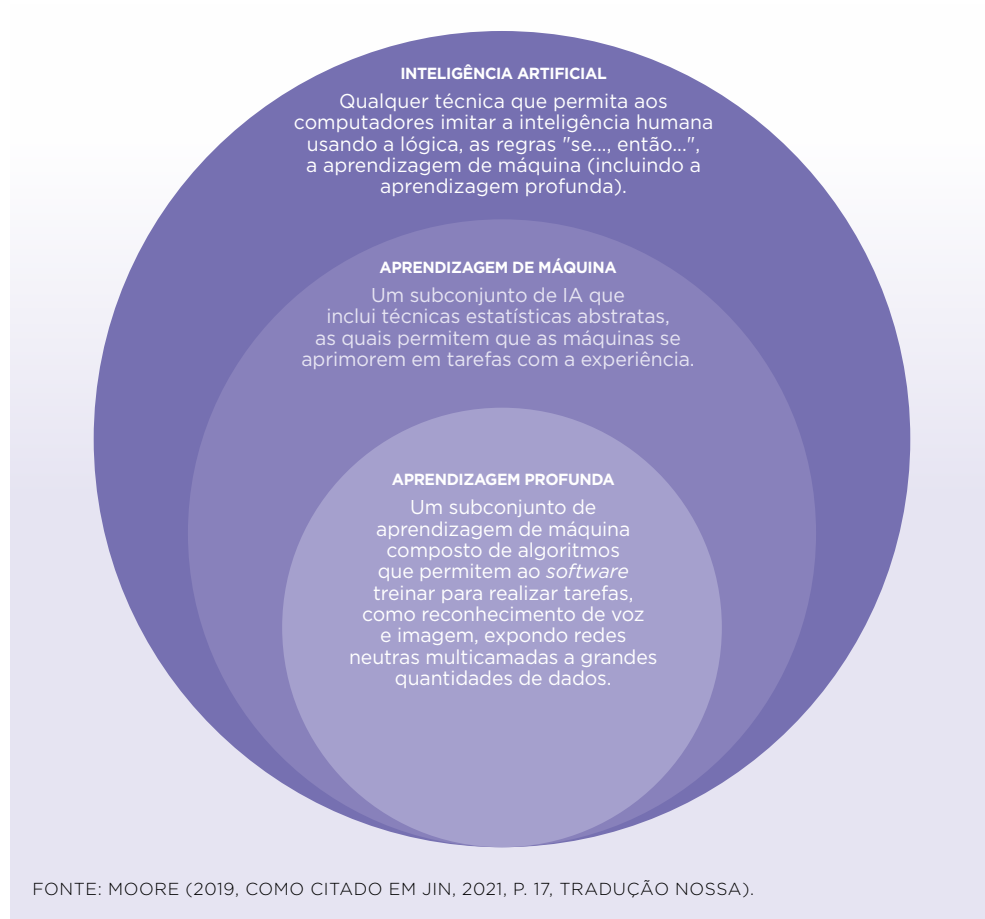 INTELIGÊNCIA ARTIFICIAL
Qualquer técnica que permita aos
computadores imitar a inteligência humana
usando a lógica, as regras "se..., então...",
a aprendizagem de máquina (incluindo a
aprendizagem profunda).
APRENDIZAGEM DE MÁQUINA
Um subconjunto de IA que
inclui técnicas estatísticas abstratas,
as quais permitem que as máquinas se
aprimorem em tarefas com a experiência.
APRENDIZAGEM PROFUNDA
Um subconjunto de
aprendizagem de máquina
composto de algoritmos
que permitem ao software
treinar para realizar tarefas,
como reconhecimento de voz
e imagem, expondo redes
neutras multicamadas a grandes
quantidades de dados.
FONTE: MOORE (2019, COMO CITADO EM JIN, 2021, P. 17, TRADUÇÃO NOSSA).